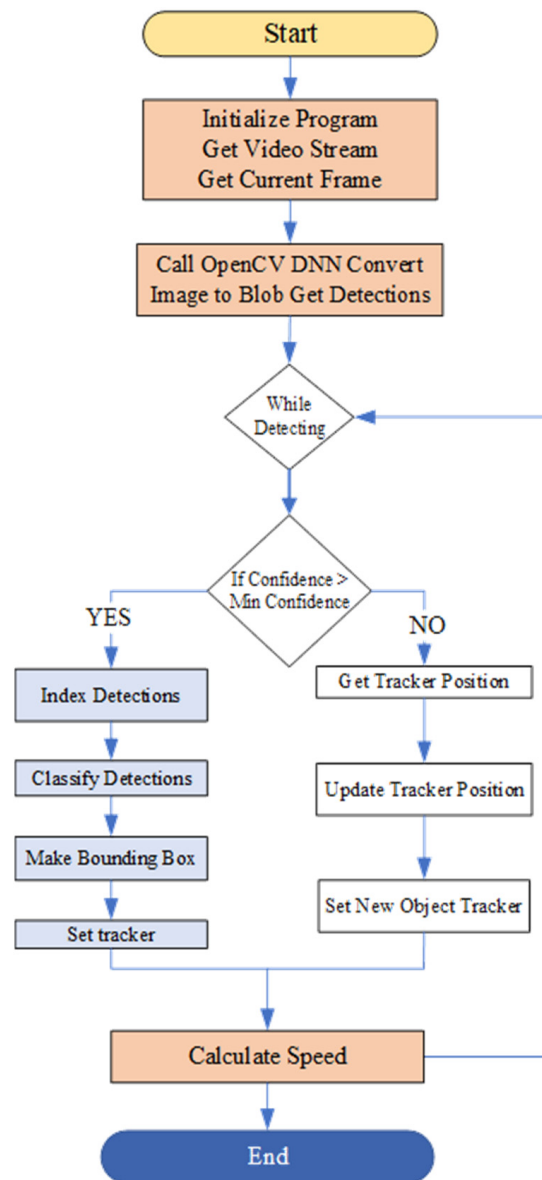 Start
Initialize Program
Get Video Stream
Get Current Frame
Call OpenCV DNN Convert
Image to Blob Get Detections
While
Detecting
If Confidence >
Min Confidence
YES
NO
Index Detections
Classify Detections
Make Bounding Box
Set tracker
Get Tracker Position
Update Tracker Position
Set New Object Tracker
Calculate Speed
End